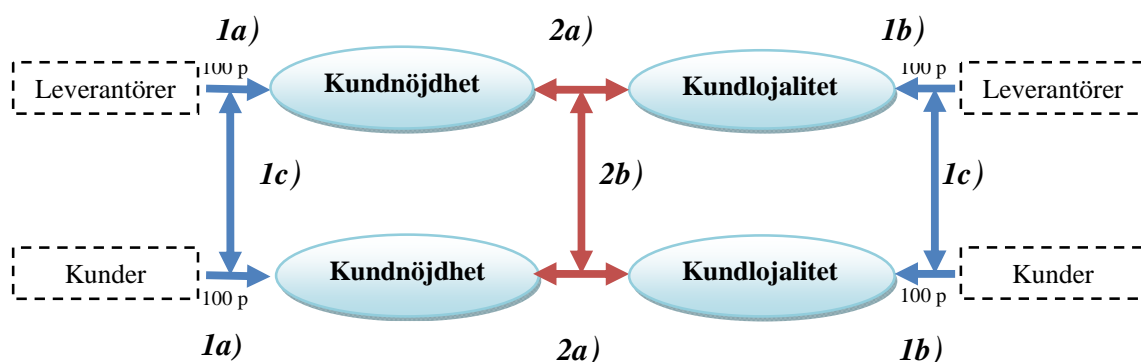 1a)
2a)
1b)
100 p
100 p
Leverantörer
Kundnöjdhet
Kundlojalitet
Leverantörer
1c)
2b)
1c)
Kunder
Kundnöjdhet
Kundlojalitet
Kunder
100 p
100 p
1a)
2a)
1b)